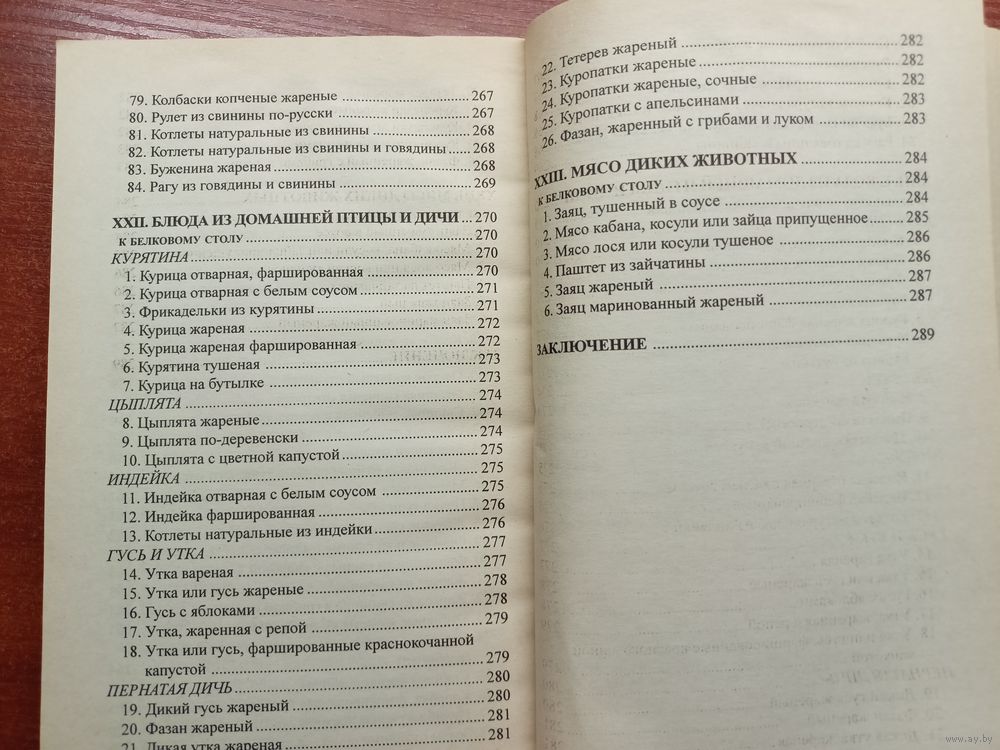 79. Колбаски копченые жареные ........ 267
80. Рулет из свинины по-русски ........ 267
81. Котлеты натуральные из свинины ........ 268
82. Котлеты натуральные из свинины и говядины ........ 268
83. Буженина жареная ........ 268
84. Рагу из говядины и свинины ........ 269
XXII. БЛЮДА ИЗ ДОМАШНЕЙ ПТИЦЫ И ДИЧИ ... 270
К БЕЛКОВОМУ СТОЛУ ........ 270
КУРЯТИНА ........ 270
1. Курица отварная, фаршированная ........ 270
2. Курица отварная с белым соусом ........ 271
3. Фрикадельки из курятины ........ 271
4. Курица жареная ........ 272
5. Курица жареная фаршированная ........ 272
6. Курятина тушеная ........ 273
7. Курица на бутылке ........ 273
ЦЫПЛЯТА ........ 274
8. Цыплята жареные ........ 274
9. Цыплята по-деревенски ........ 274
10. Цыплята с цветной капустой ........ 275
ИНДЕЙКА ........ 275
11. Индейка отварная с белым соусом ........ 275
12. Индейка фаршированная ........ 276
13. Котлеты натуральные из индейки ........ 276
ГУСЬ И УТКА ........ 277
14. Утка вареная ........ 277
15. Утка или гусь жареные ........ 278
16. Гусь с яблоками ........ 278
17. Утка, жаренная с репой ........ 279
18. Утка или гусь, фаршированные краснокочанной
капустой ........ 279
ПЕРНАТАЯ ДИЧЬ ........ 280
19. Дикий гусь жареный ........ 280
20. Фазан жареный ........ 281
21. Дикая утка жареная ........ 281
22. Тетерев жареный ........ 282
23. Куропатки жареные ........ 282
24. Куропатки жареные, сочные ........ 282
25. Куропатки с апельсинами ........ 283
26. Фазан, жаренный с грибами и луком ........ 283
XXIII. МЯСО ДИКИХ ЖИВОТНЫХ ........ 284
К БЕЛКОВОМУ СТОЛУ ........ 284
1. Заяц, тушенный в соусе ........ 284
2. Мясо кабана, косули или зайца припущенное ........ 285
3. Мясо лося или косули тушеное ........ 286
4. Паштет из зайчатины ........ 286
5. Заяц жареный ........ 287
6. Заяц маринованный жареный ........ 287
ЗАКЛЮЧЕНИЕ ........ 289
www.ay.by